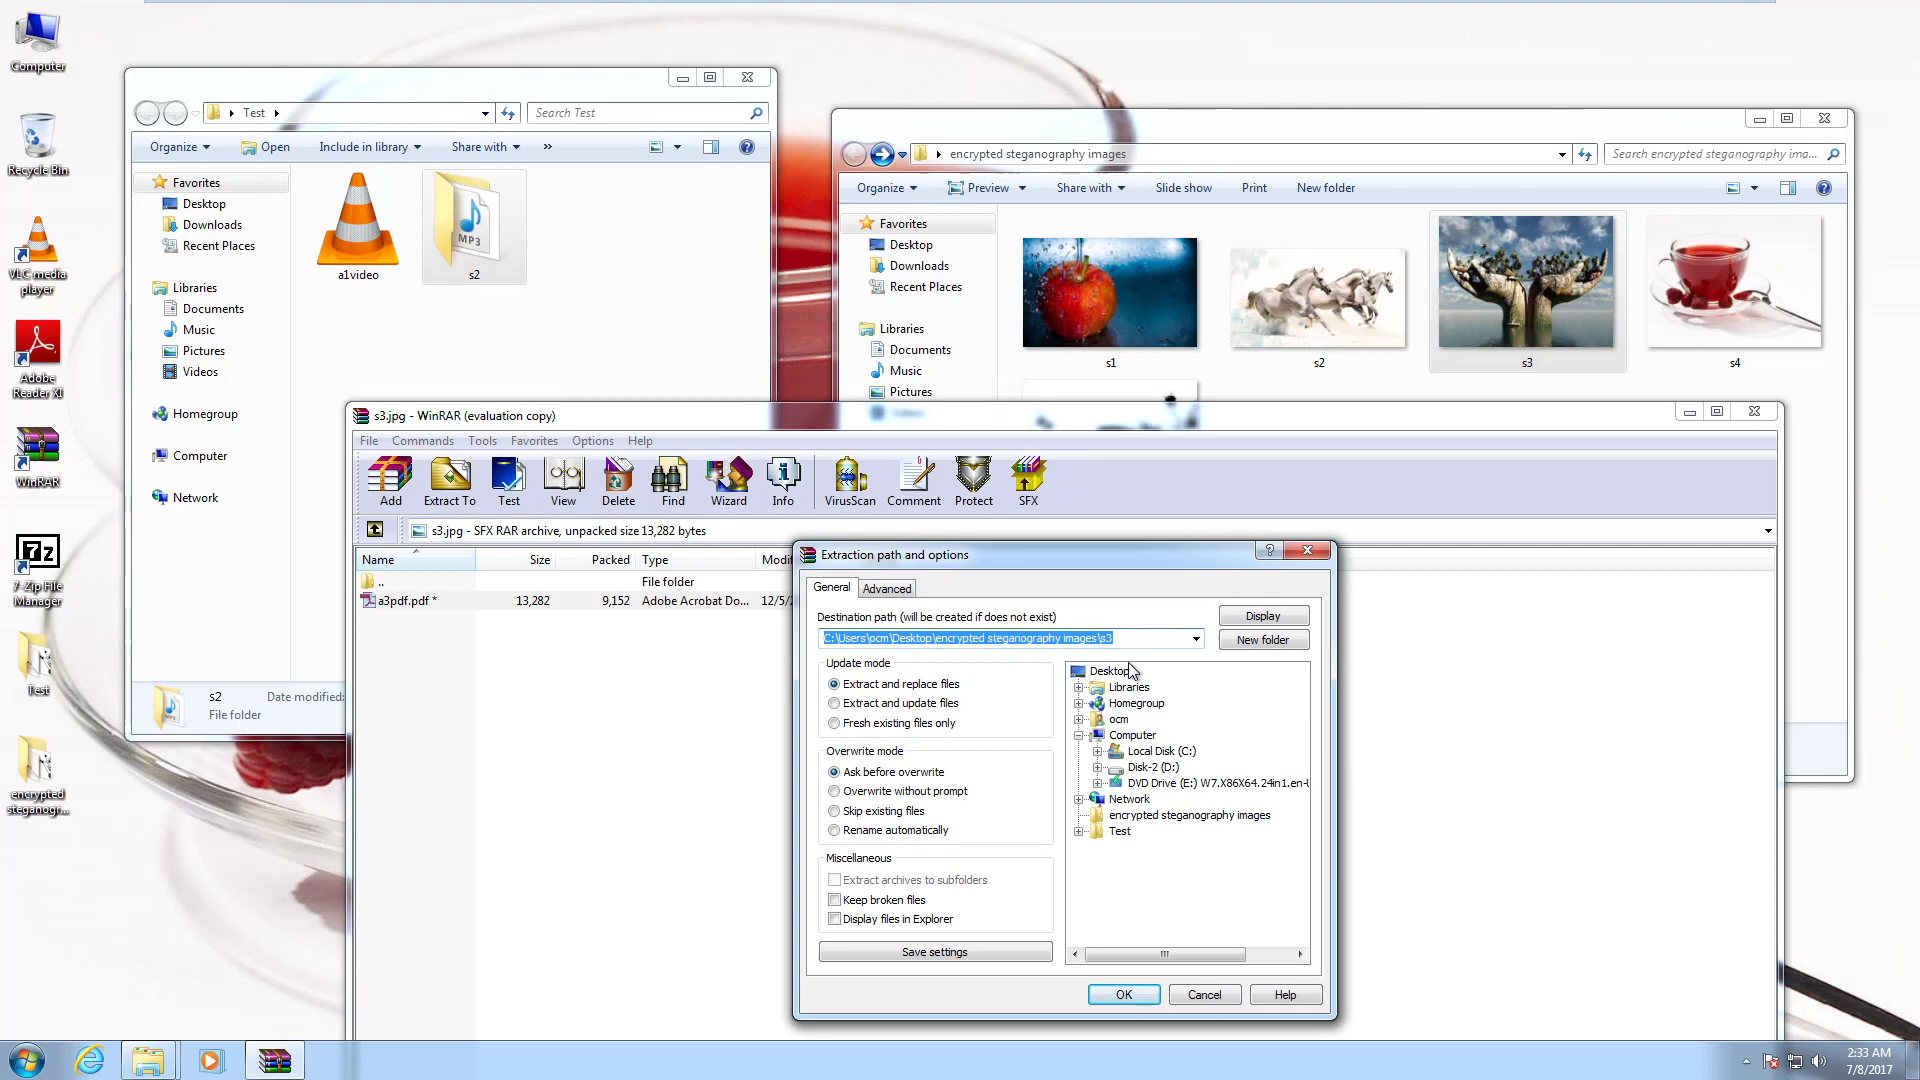 Computer
Recycle Bin
VLC media
player
Adobe
Reader XI
WinRAR
7-Zip File
Manager
Test
encrypted
steganogr...
Test
Search Test
Organize
Open
Include in library
Share with
»
Favorites
Desktop
Downloads
Recent Places
Libraries
Documents
Music
Pictures
Videos
Homegroup
Computer
Network
a1video
MP3
s2
s2
Date modified:
File folder
encrypted steganography images
Search encrypted steganography ima...
Organize
Preview
Share with
Slide show
Print
New folder
Favorites
Desktop
Downloads
Recent Places
Libraries
Documents
Music
Pictures
s1
s2
s3
s4
s3.jpg - WinRAR (evaluation copy)
File
Commands
Tools
Favorites
Options
Help
Add
Extract To
Test
View
Delete
Find
Wizard
Info
VirusScan
Comment
Protect
SFX
s3.jpg - SFX RAR archive, unpacked size 13,282 bytes
Name
Size
Packed
Type
Modi
..
File folder
a3pdf.pdf *
13,282
9,152
Adobe Acrobat Do...
12/5/2
Extraction path and options
General
Advanced
Destination path (will be created if does not exist)
C:\Users\ocm\Desktop\encrypted steganography images\s3
Display
New folder
Update mode
Extract and replace files
Extract and update files
Fresh existing files only
Overwrite mode
Ask before overwrite
Overwrite without prompt
Skip existing files
Rename automatically
Miscellaneous
Extract archives to subfolders
Keep broken files
Display files in Explorer
Save settings
Desktop
Libraries
Homegroup
ocm
Computer
Local Disk (C:)
Disk-2 (D:)
DVD Drive (E:) W7.X86X64.24in1.en-U
Network
encrypted steganography images
Test
OK
Cancel
Help
2:33 AM
7/8/2017